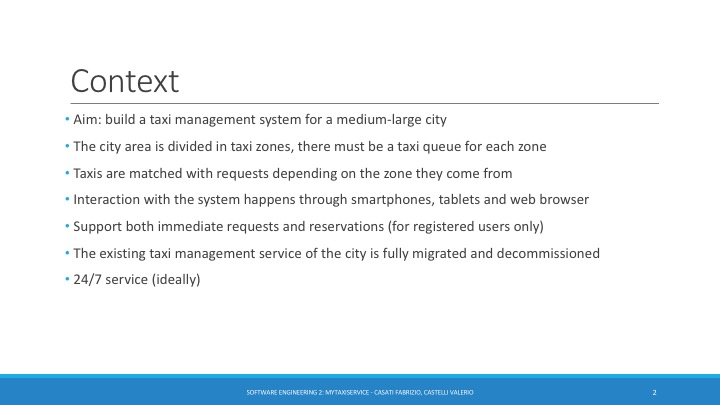 Context
• Aim: build a taxi management system for a medium-large city
• The city area is divided in taxi zones, there must be a taxi queue for each zone
• Taxis are matched with requests depending on the zone they come from
• Interaction with the system happens through smartphones, tablets and web browser
• Support both immediate requests and reservations (for registered users only)
• The existing taxi management service of the city is fully migrated and decommissioned
• 24/7 service (ideally)
SOFTWARE ENGINEERING 2: MYTAXISERVICE - CASATI FABRIZIO, CASTELLI VALERIO
2